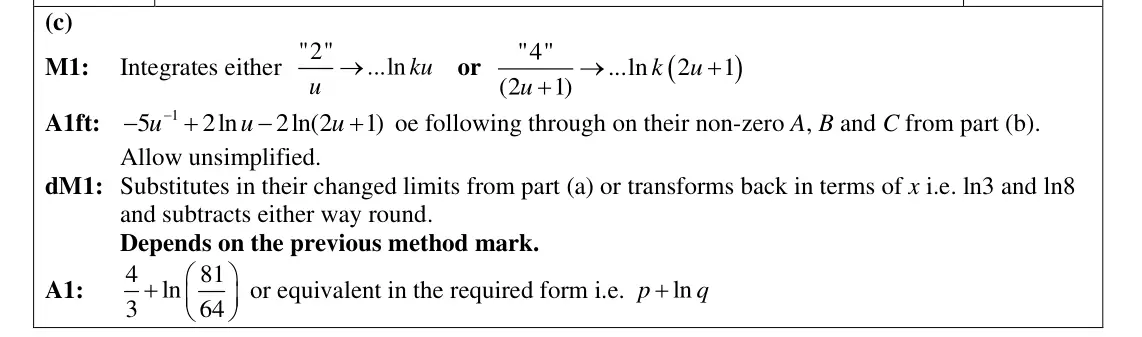 (c)
M1: Integrates either "2"/u → ...ln ku or "4"/(2u + 1) → ...ln k(2u + 1)
A1ft: −5u⁻¹ + 2 ln u − 2 ln(2u + 1) oe following through on their non-zero A, B and C from part (b).
Allow unsimplified.
dM1: Substitutes in their changed limits from part (a) or transforms back in terms of x i.e. ln3 and ln8
and subtracts either way round.
Depends on the previous method mark.
A1: 4/3 + ln(81/64) or equivalent in the required form i.e. p + ln q